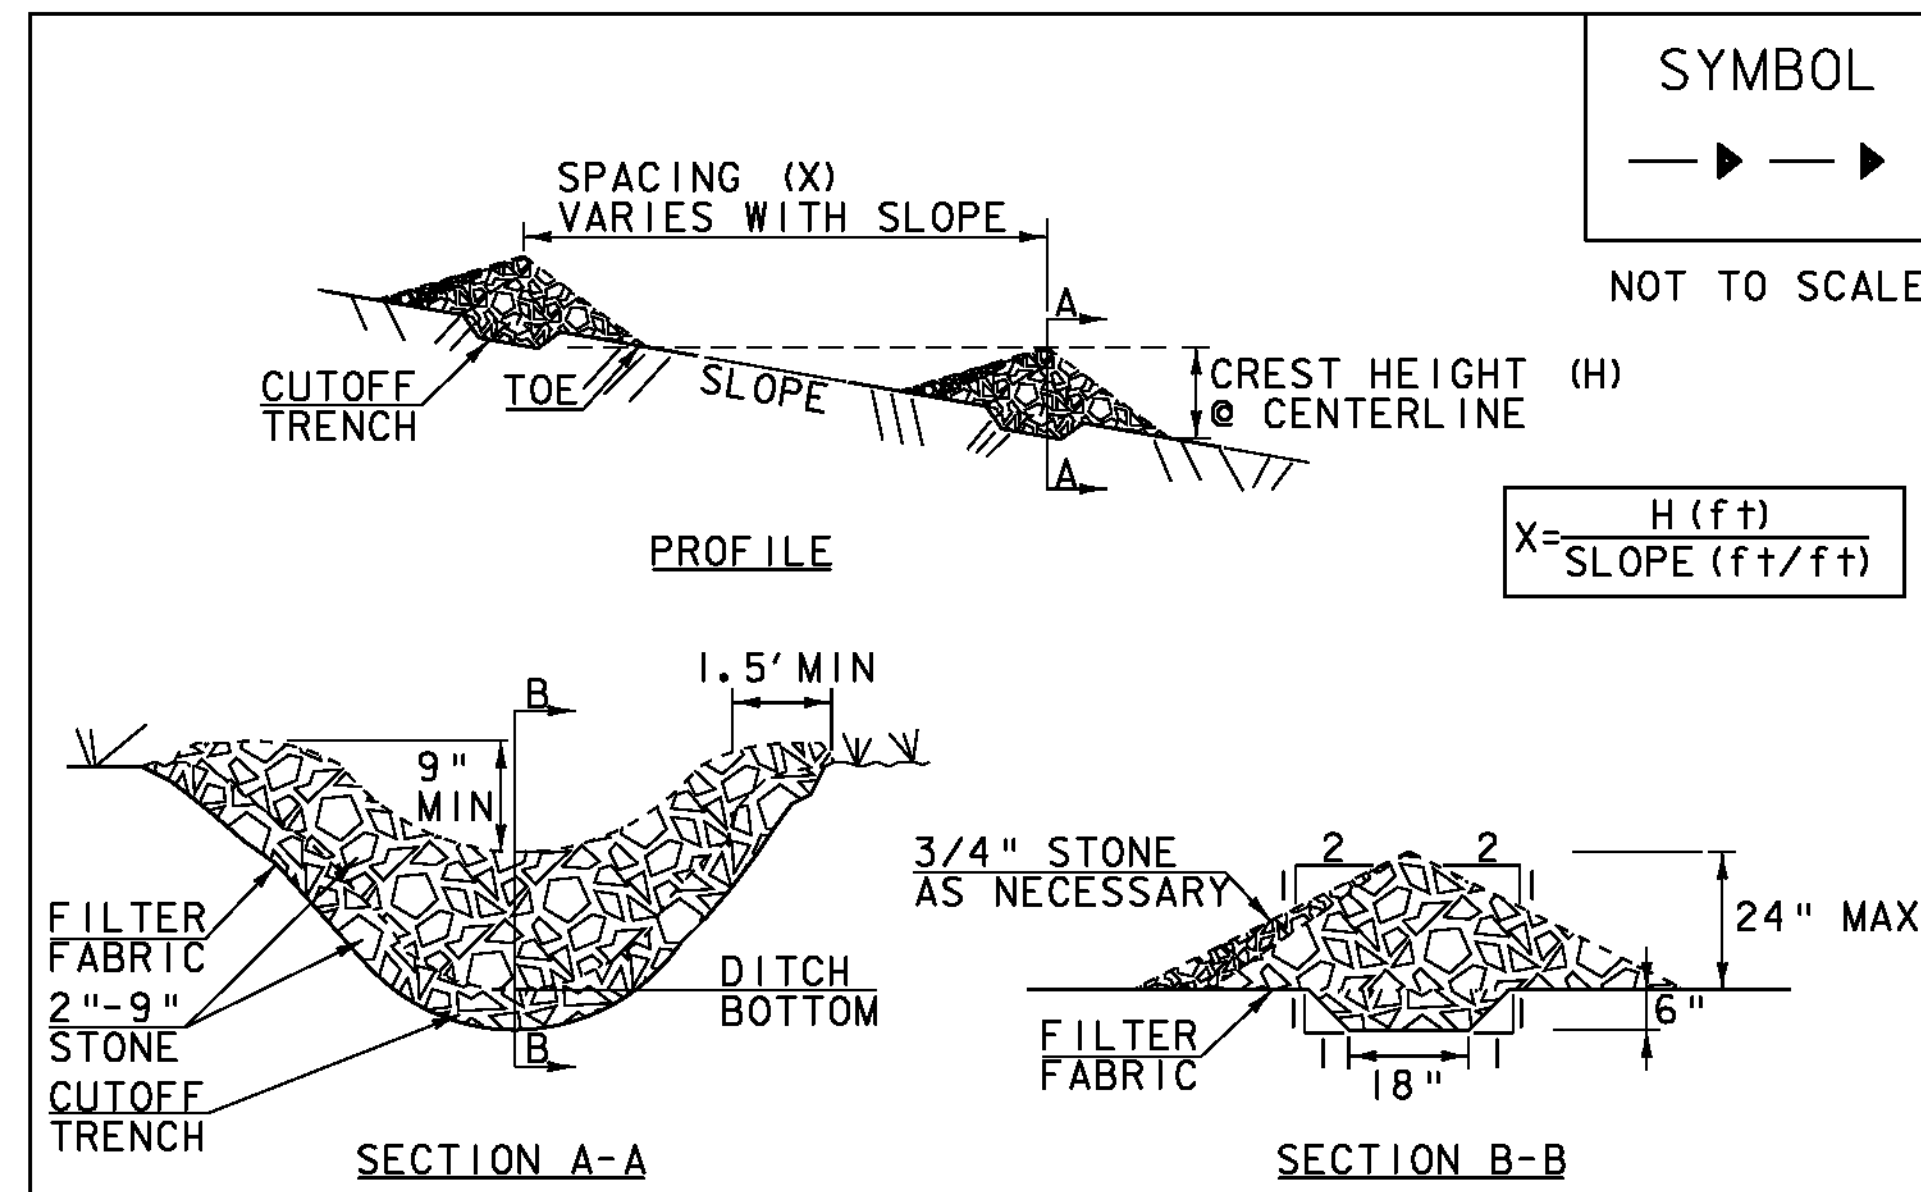 SYMBOL
NOT TO SCALE
SPACING (X)
VARIES WITH SLOPE
A
CUTOFF
TRENCH
TOE
SLOPE
CREST HEIGHT (H)
@ CENTERLINE
A
PROFILE
X=
H (ft)
SLOPE (ft/ft)
1.5' MIN
B
9"
MIN
FILTER
FABRIC
2"-9"
STONE
CUTOFF
TRENCH
DITCH
BOTTOM
B
SECTION A-A
3/4" STONE
AS NECESSARY
2
2
1
1
24" MAX
6"
FILTER
FABRIC
1
1
1
1
18"
SECTION B-B